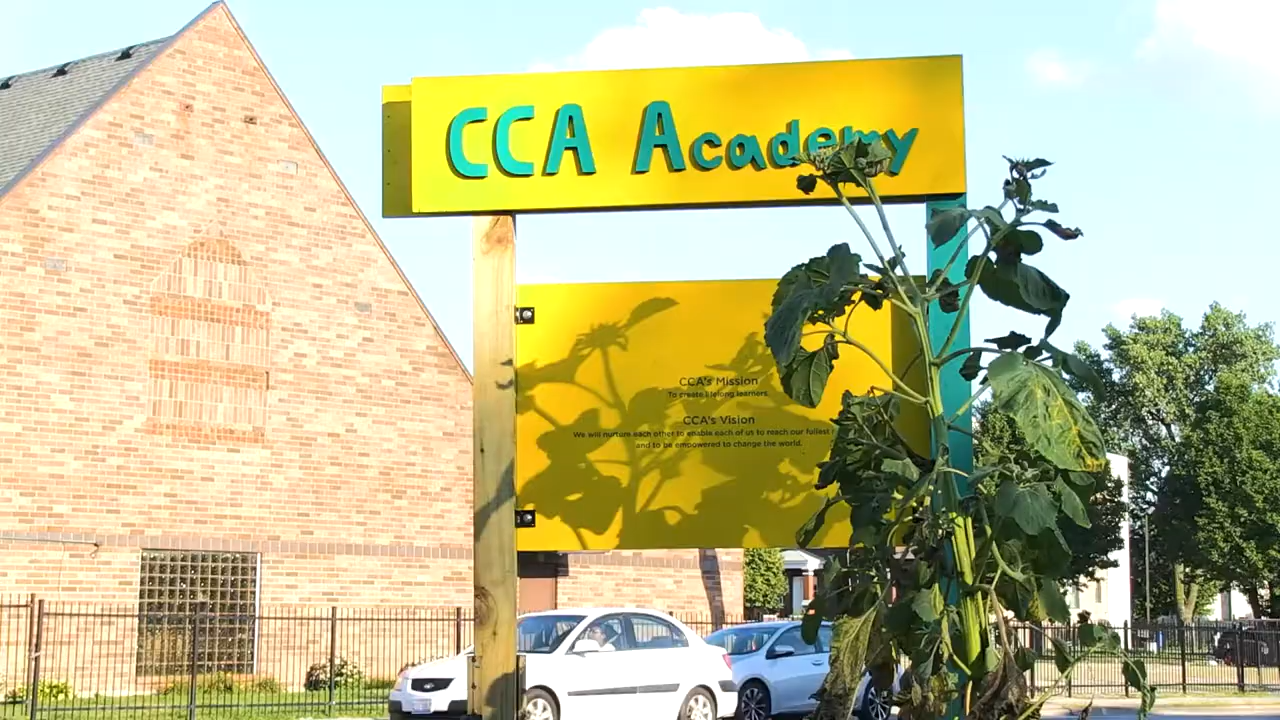 CCA Academy
CCA's Mission
To create lifelong learners.
CCA's Vision
We will nurture each other to enable each of us to reach our fullest
and to be empowered to change the world.